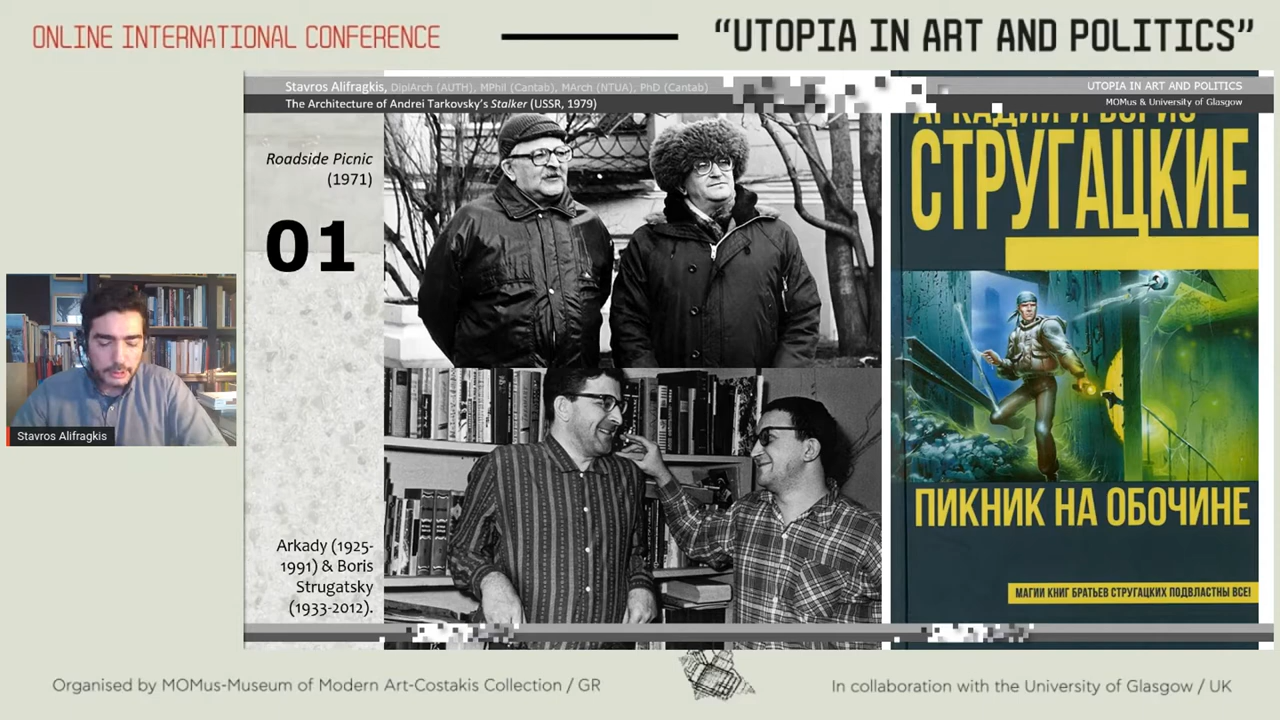 ONLINE INTERNATIONAL CONFERENCE
“UTOPIA IN ART AND POLITICS”
Stavros Alifragkis, DiplArch (AUTH), MPhil (Cantab), MArch (NTUA), PhD (Cantab)
The Architecture of Andrei Tarkovsky's Stalker (USSR, 1979)
UTOPIA IN ART AND POLITICS
MOMus & University of Glasgow
Roadside Picnic
(1971)
01
Arkady (1925-
1991) & Boris
Strugatsky
(1933-2012).
АРКАДИЙ И БОРИС
СТРУГАЦКИЕ
ПИКНИК НА ОБОЧИНЕ
МАГИИ КНИГ БРАТЬЕВ СТРУГАЦКИХ ПОДВЛАСТНЫ ВСЕ!
Stavros Alifragkis
Organised by MOMus-Museum of Modern Art-Costakis Collection / GR
In collaboration with the University of Glasgow / UK